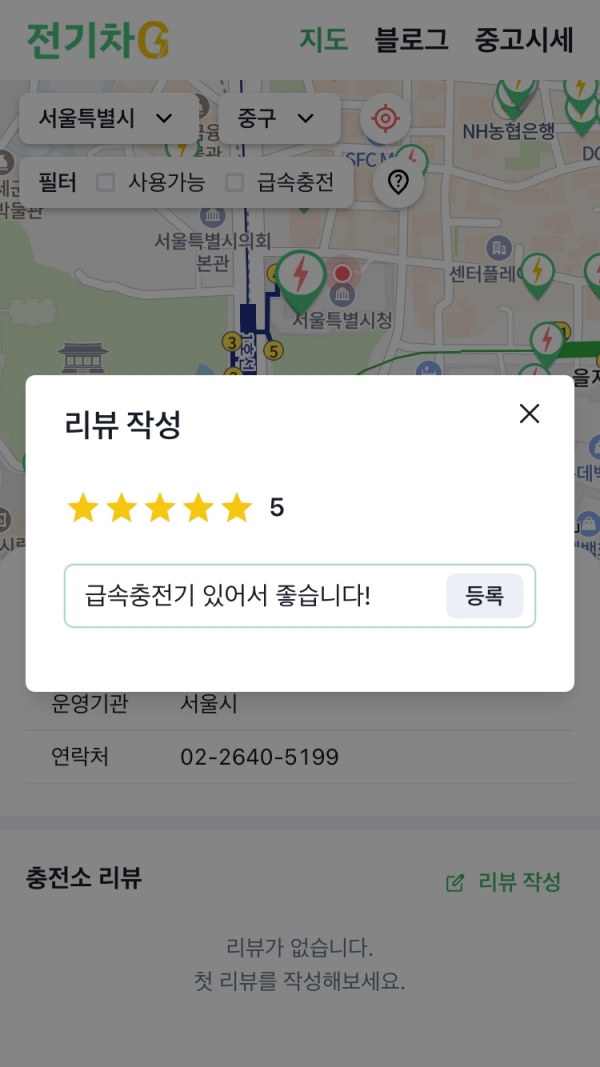 전기차G
지도 블로그 중고시세
서울특별시 중구
NH농협은행
필터 사용가능 급속충전
박물관
서울특별시의회
본관
센터플레
서울특별시청
3
5
1호선
리뷰 작성
5
급속충전기 있어서 좋습니다!
등록
운영기관 서울시
연락처 02-2640-5199
충전소 리뷰
리뷰 작성
리뷰가 없습니다.
첫 리뷰를 작성해보세요.